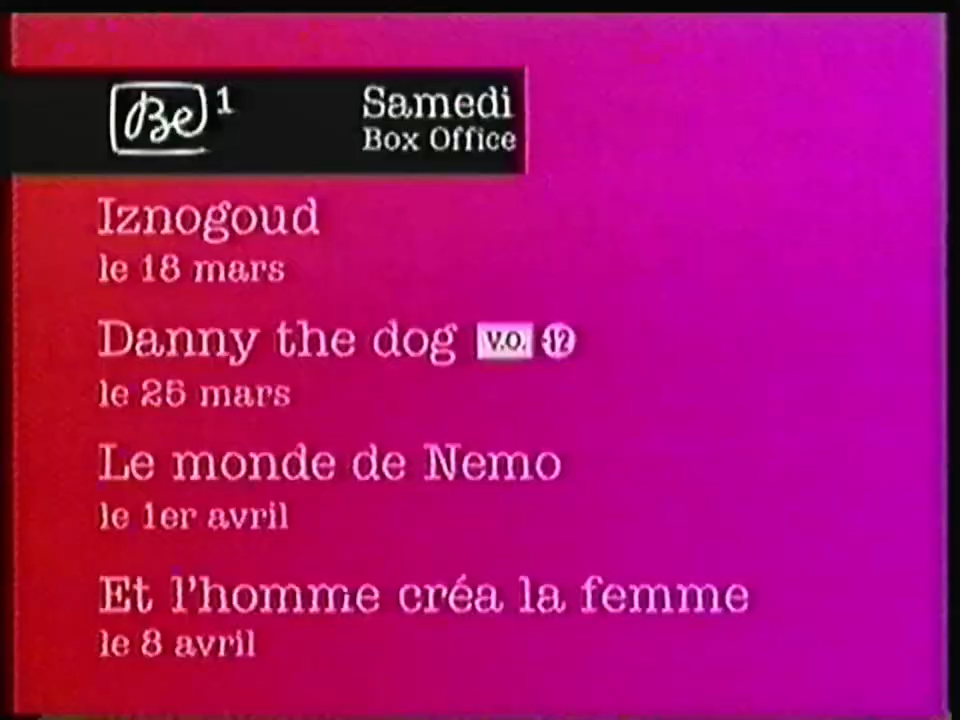 Be 1
Samedi
Box Office
Iznogoud
le 18 mars
Danny the dog V.O. -12
le 25 mars
Le monde de Nemo
le 1er avril
Et l'homme créa la femme
le 8 avril